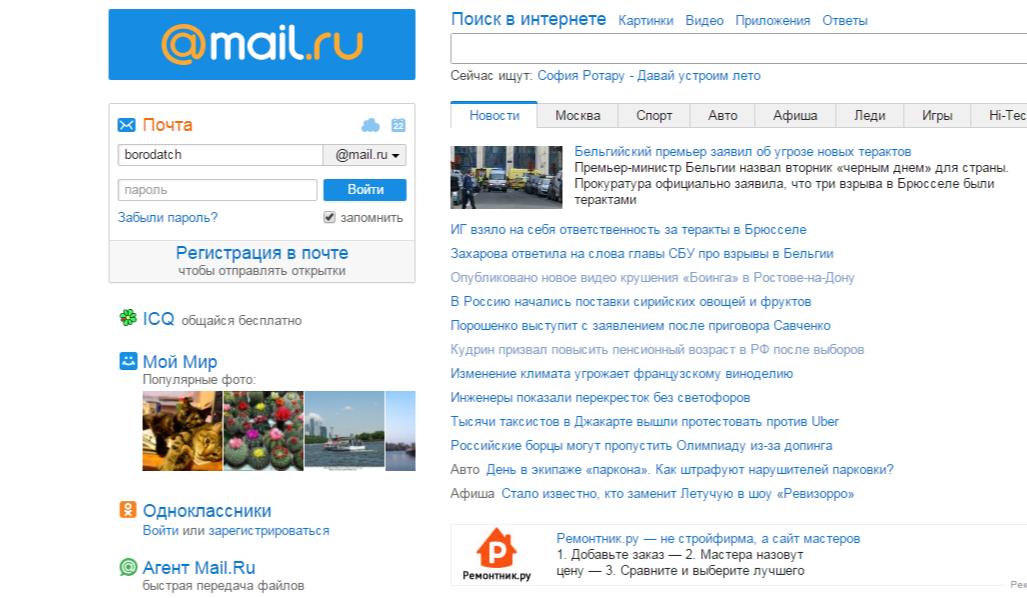 @mail.ru
Почта
22
borodatch
@mail.ru
пароль
Войти
Забыли пароль?
запомнить
Регистрация в почте
чтобы отправлять открытки
ICQ общайся бесплатно
Мой Мир
Популярные фото:
Одноклассники
Войти или зарегистрироваться
Агент Mail.Ru
быстрая передача файлов
Поиск в интернете Картинки Видео Приложения Ответы
Сейчас ищут: София Ротару - Давай устроим лето
Новости Москва Спорт Авто Афиша Леди Игры Hi-Tec
Бельгийский премьер заявил об угрозе новых терактов
Премьер-министр Бельгии назвал вторник «черным днем» для страны.
Прокуратура официально заявила, что три взрыва в Брюсселе были
терактами
ИГ взяло на себя ответственность за теракты в Брюсселе
Захарова ответила на слова главы СБУ про взрывы в Бельгии
Опубликовано новое видео крушения «Боинга» в Ростове-на-Дону
В Россию начались поставки сирийских овощей и фруктов
Порошенко выступит с заявлением после приговора Савченко
Кудрин призвал повысить пенсионный возраст в РФ после выборов
Изменение климата угрожает французскому виноделию
Инженеры показали перекресток без светофоров
Тысячи таксистов в Джакарте вышли протестовать против Uber
Российские борцы могут пропустить Олимпиаду из-за допинга
Авто День в экипаже «паркона». Как штрафуют нарушителей парковки?
Афиша Стало известно, кто заменит Летучую в шоу «Ревизорро»
Р
Ремонтник.ру
Ремонтник.ру — не стройфирма, а сайт мастеров
1. Добавьте заказ — 2. Мастера назовут
цену — 3. Сравните и выберите лучшего
Рек